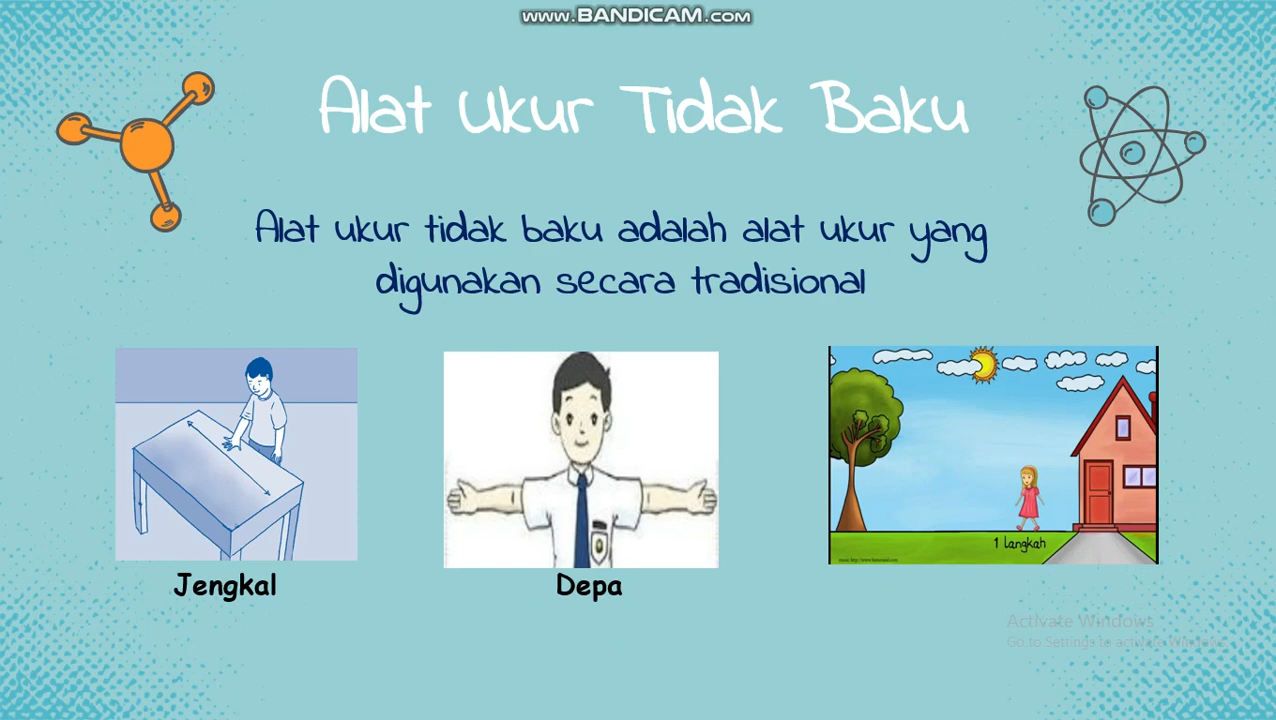 www.BANDICAM.com
Alat Ukur Tidak Baku
Alat ukur tidak baku adalah alat ukur yang
digunakan secara tradisional
1 langkah
Jengkal
Depa
Activate Windows
Go to Settings to activate Windows.